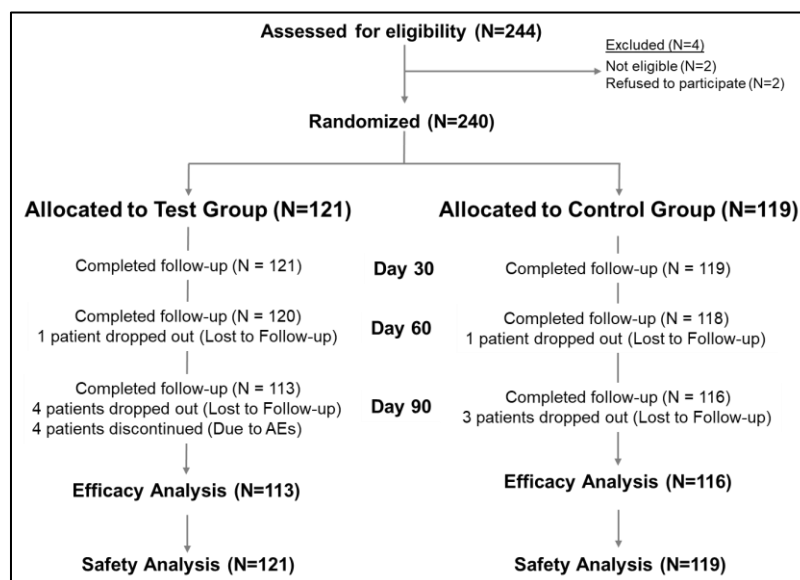 Assessed for eligibility (N=244)
Excluded (N=4)
Not eligible (N=2)
Refused to participate (N=2)
Randomized (N=240)
Allocated to Test Group (N=121)
Allocated to Control Group (N=119)
Completed follow-up (N = 121)
Day 30
Completed follow-up (N = 119)
Completed follow-up (N = 120)
1 patient dropped out (Lost to Follow-up)
Day 60
Completed follow-up (N = 118)
1 patient dropped out (Lost to Follow-up)
Completed follow-up (N = 113)
4 patients dropped out (Lost to Follow-up)
4 patients discontinued (Due to AEs)
Day 90
Completed follow-up (N = 116)
3 patients dropped out (Lost to Follow-up)
Efficacy Analysis (N=113)
Efficacy Analysis (N=116)
Safety Analysis (N=121)
Safety Analysis (N=119)